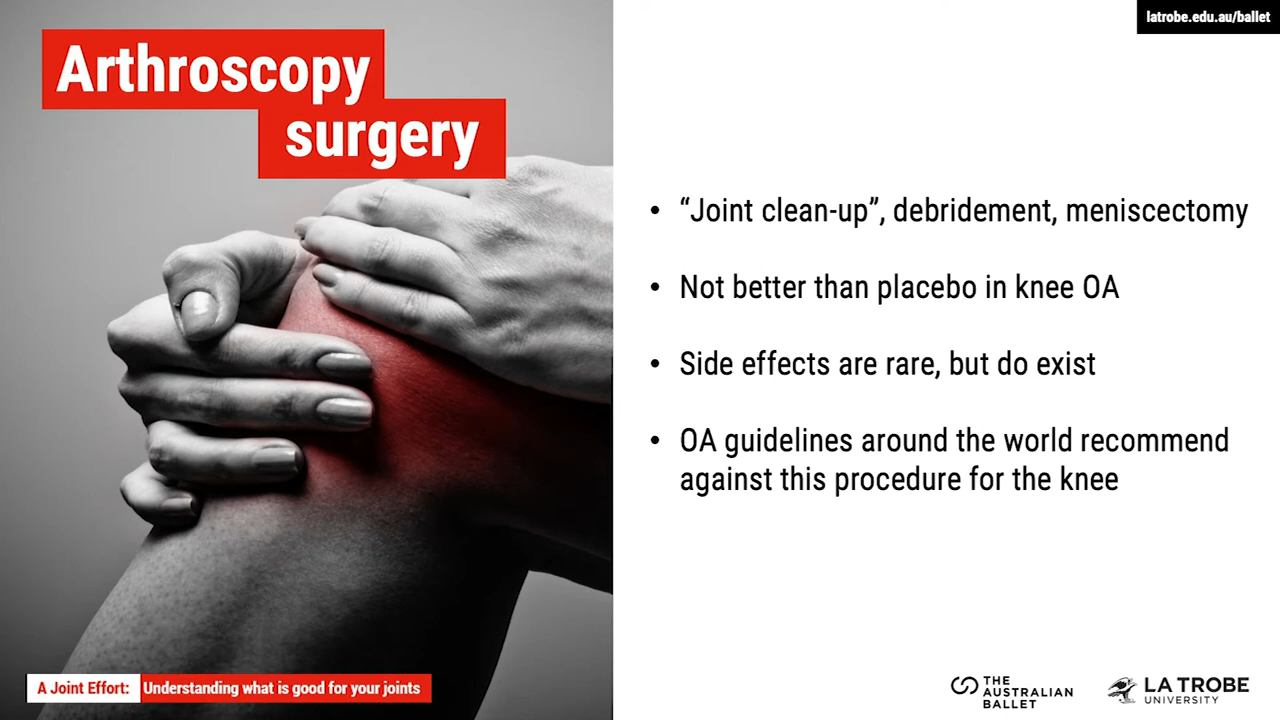 latrobe.edu.au/ballet
Arthroscopy
surgery
• “Joint clean-up”, debridement, meniscectomy
• Not better than placebo in knee OA
• Side effects are rare, but do exist
• OA guidelines around the world recommend
against this procedure for the knee
A Joint Effort: Understanding what is good for your joints
THE
AUSTRALIAN
BALLET
LA TROBE
UNIVERSITY